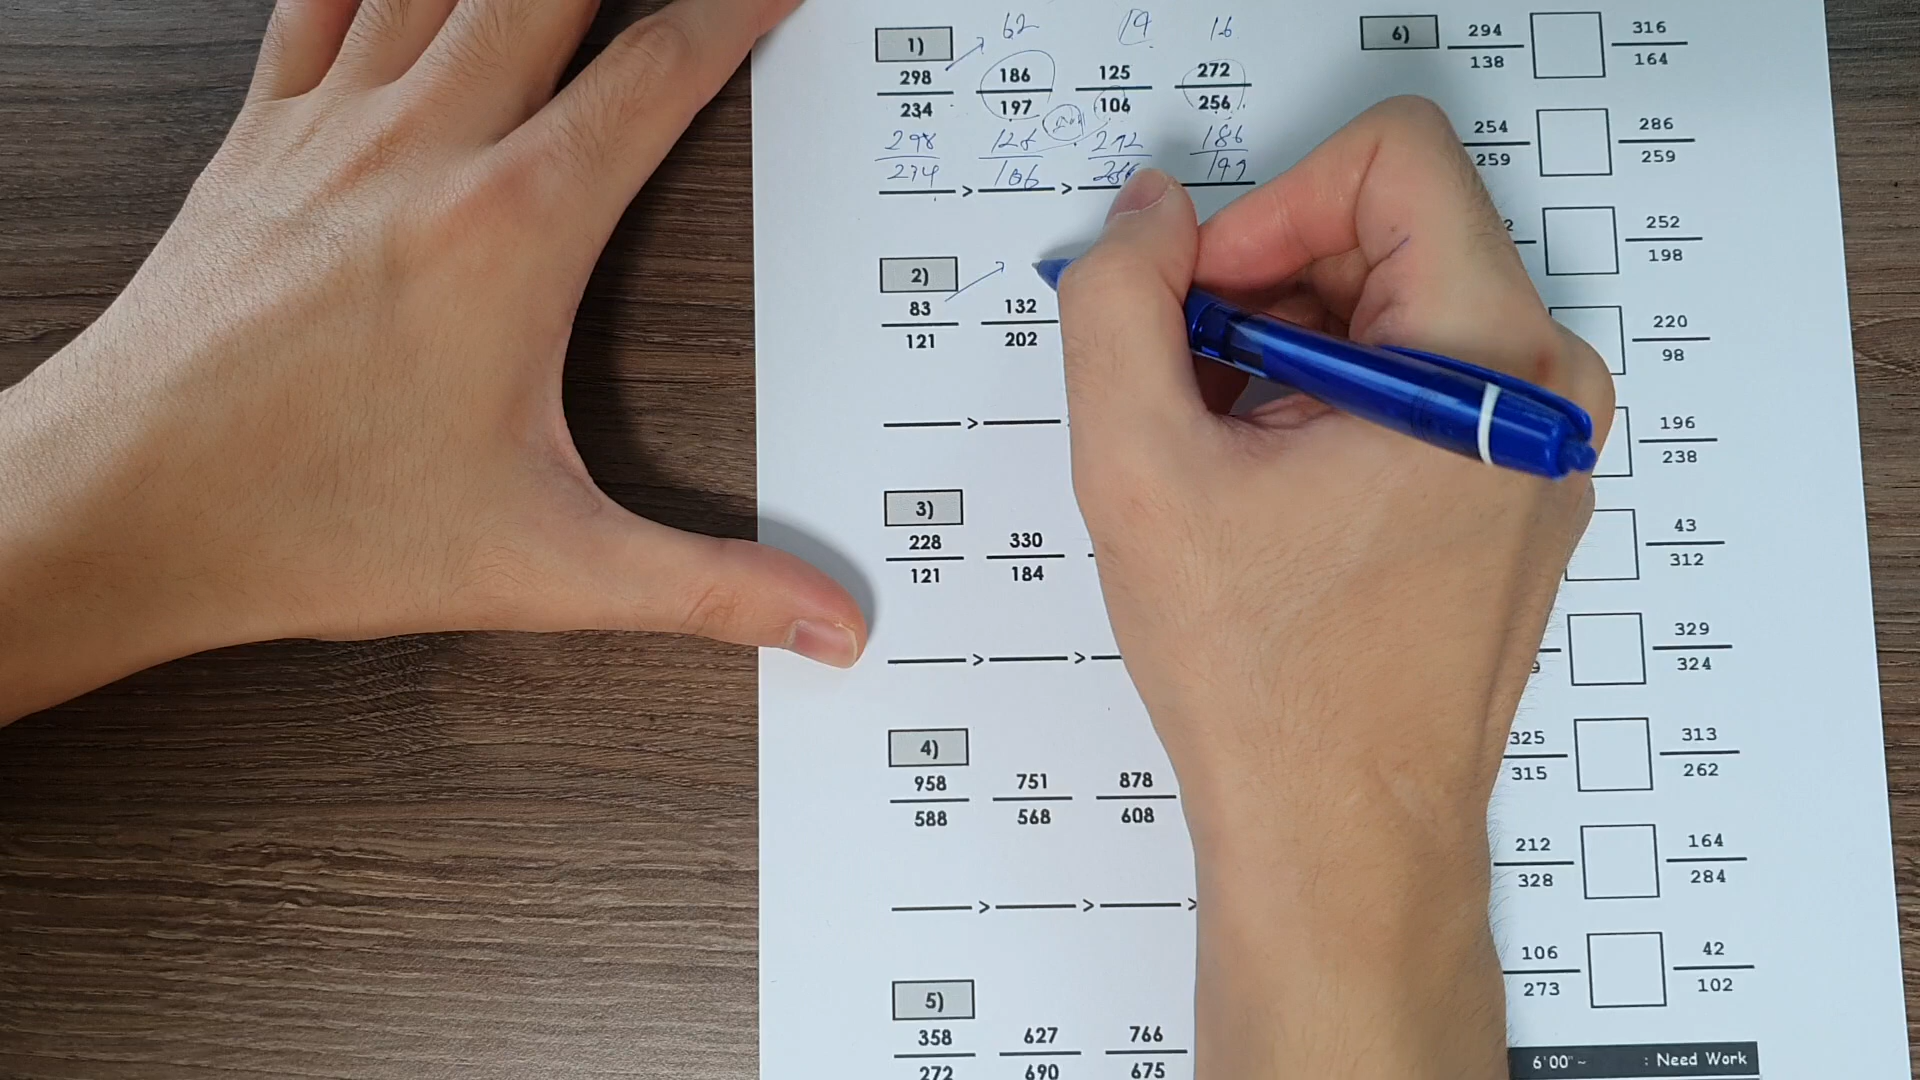 62 19 16
1)
298 186 125 272
234 197 106 256
298 125 272 186
234 106 256 197
> >
2)
83 132
121 202
>
3)
228 330
121 184
> >
4)
958 751 878
588 568 608
> > >
5)
358 627 766
272 690 675
6) 294 316
138 164
254 286
259 259
2 252
198
220
98
196
238
43
312
329
9 324
325 313
315 262
212 164
328 284
106 42
273 102
6'00"~ : Need Work